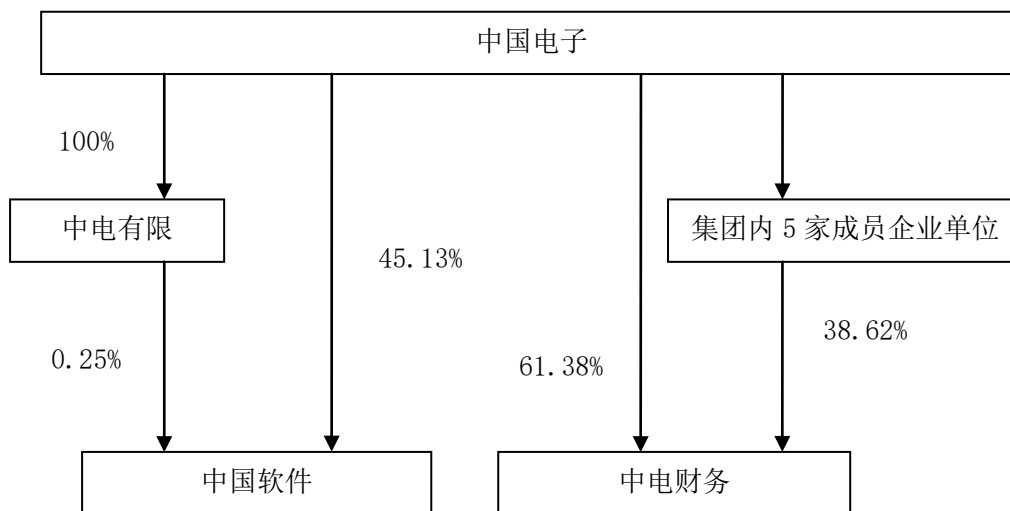 中国电子
100%
中电有限
集团内 5 家成员企业单位
45.13%
0.25%
61.38%
38.62%
中国软件
中电财务